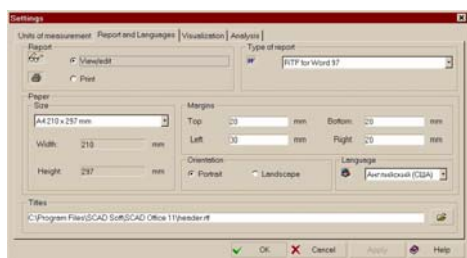 Settings
Units of measurement Report and Languages Visualization Analysis
Report
View/edit
Print
Type of report
RTF for Word 97
Paper
Size
A4 210 x 297 mm
Width: 210 mm
Height: 297 mm
Margins
Top: 20 mm Bottom: 20 mm
Left: 30 mm Right: 20 mm
Orientation
Portrait Landscape
Language
Английский (США)
Titles
C:\Program Files\SCAD Soft\SCAD Office 11\header.rtf
OK Cancel Apply Help